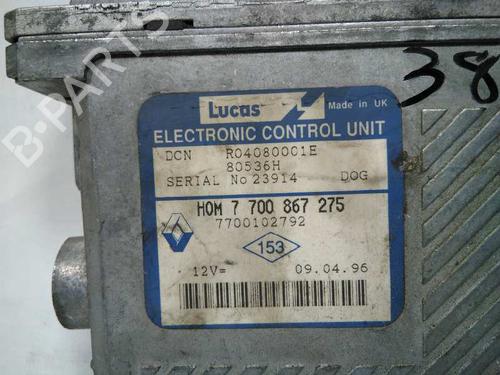 38
Lucas
Made in UK
ELECTRONIC CONTROL UNIT
DCN R04080001E
80536H
SERIAL No 23914 DOG
HOM 7 700 867 275
7700102792
153
12V= 09.04.96
B-PARTS